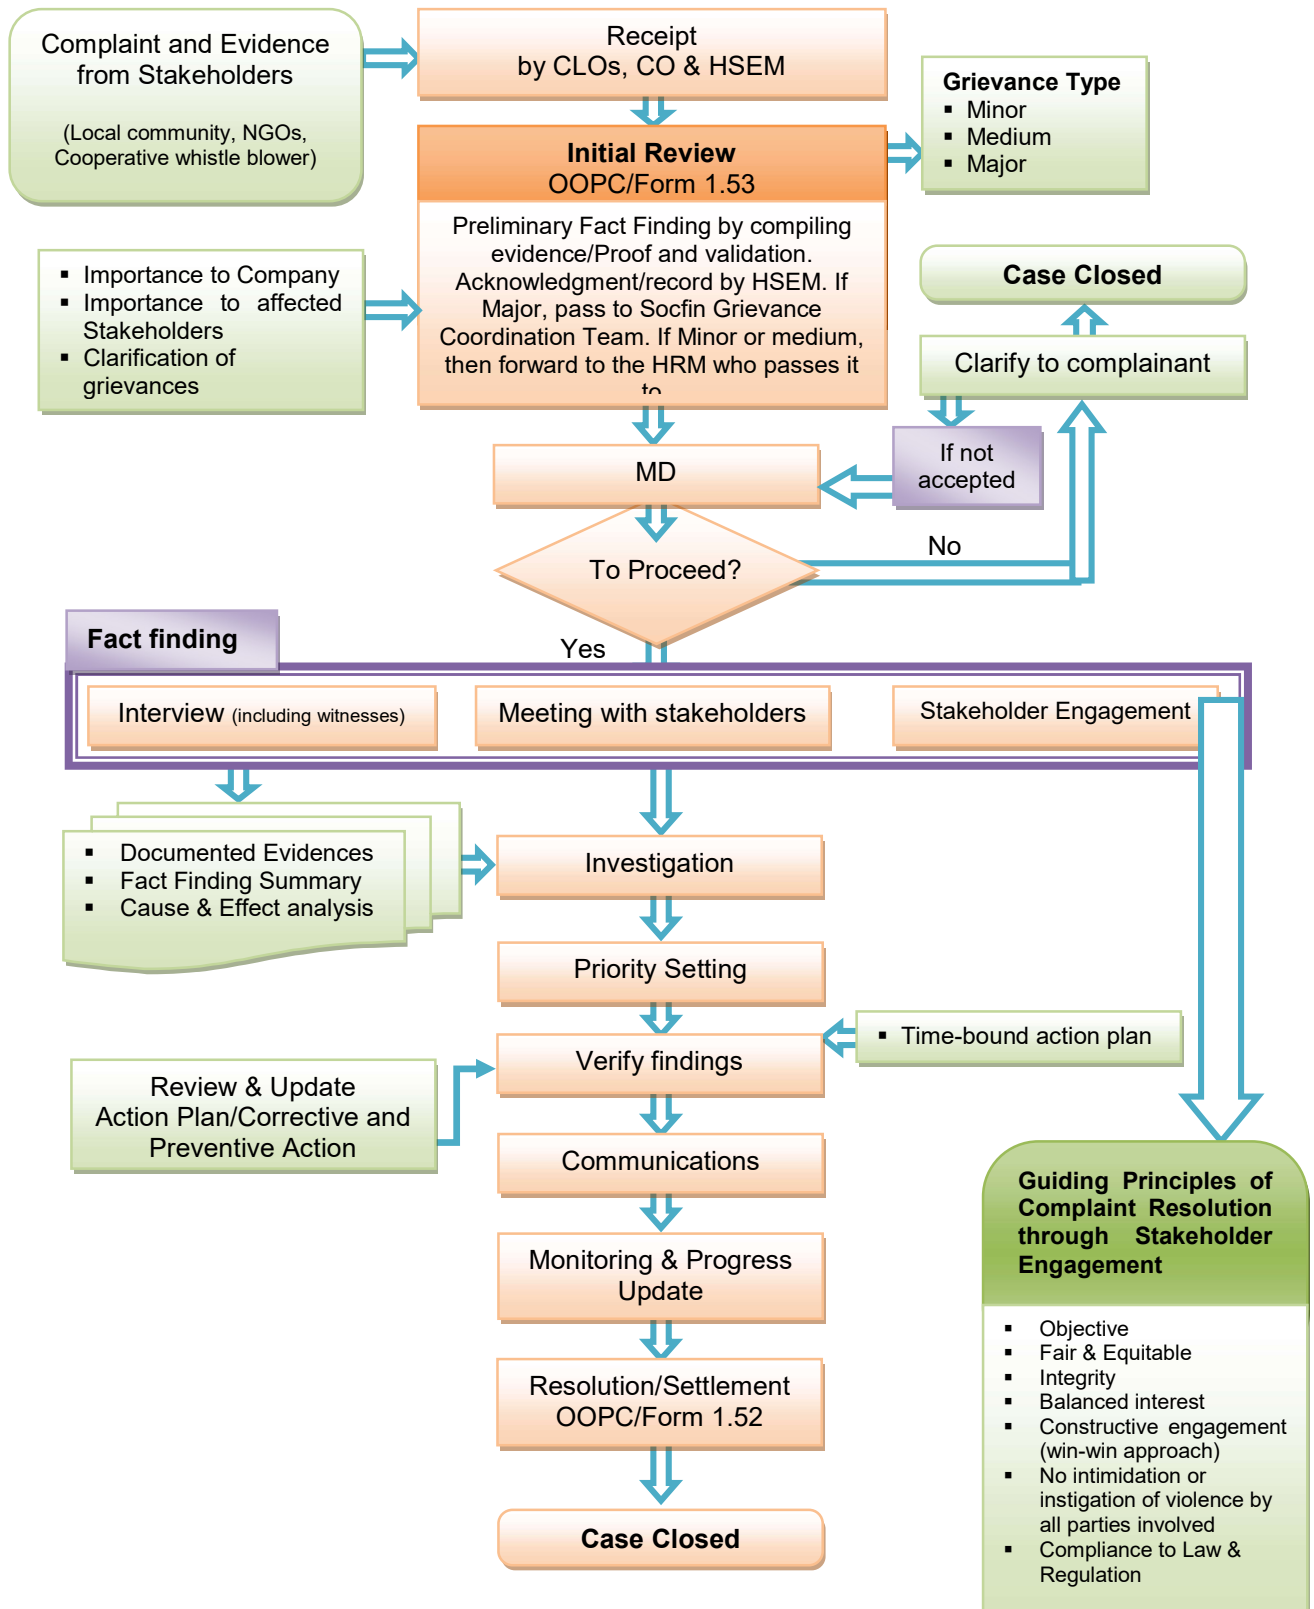 Complaint and Evidence
from Stakeholders
(Local community, NGOs,
Cooperative whistle blower)
Receipt
by CLOs, CO & HSEM
Grievance Type
▪ Minor
▪ Medium
▪ Major
Initial Review
OOPC/Form 1.53
Preliminary Fact Finding by compiling
evidence/Proof and validation.
Acknowledgment/record by HSEM. If
Major, pass to Socfin Grievance
Coordination Team. If Minor or medium,
then forward to the HRM who passes it
to
▪ Importance to Company
▪ Importance to affected
Stakeholders
▪ Clarification of
grievances
Case Closed
Clarify to complainant
If not
accepted
MD
To Proceed?
No
Yes
Fact finding
Interview (including witnesses)
Meeting with stakeholders
Stakeholder Engagement
▪ Documented Evidences
▪ Fact Finding Summary
▪ Cause & Effect analysis
Investigation
Priority Setting
▪ Time-bound action plan
Verify findings
Review & Update
Action Plan/Corrective and
Preventive Action
Communications
Monitoring & Progress
Update
Resolution/Settlement
OOPC/Form 1.52
Case Closed
Guiding Principles of
Complaint Resolution
through Stakeholder
Engagement
▪ Objective
▪ Fair & Equitable
▪ Integrity
▪ Balanced interest
▪ Constructive engagement
(win-win approach)
▪ No intimidation or
instigation of violence by
all parties involved
▪ Compliance to Law &
Regulation